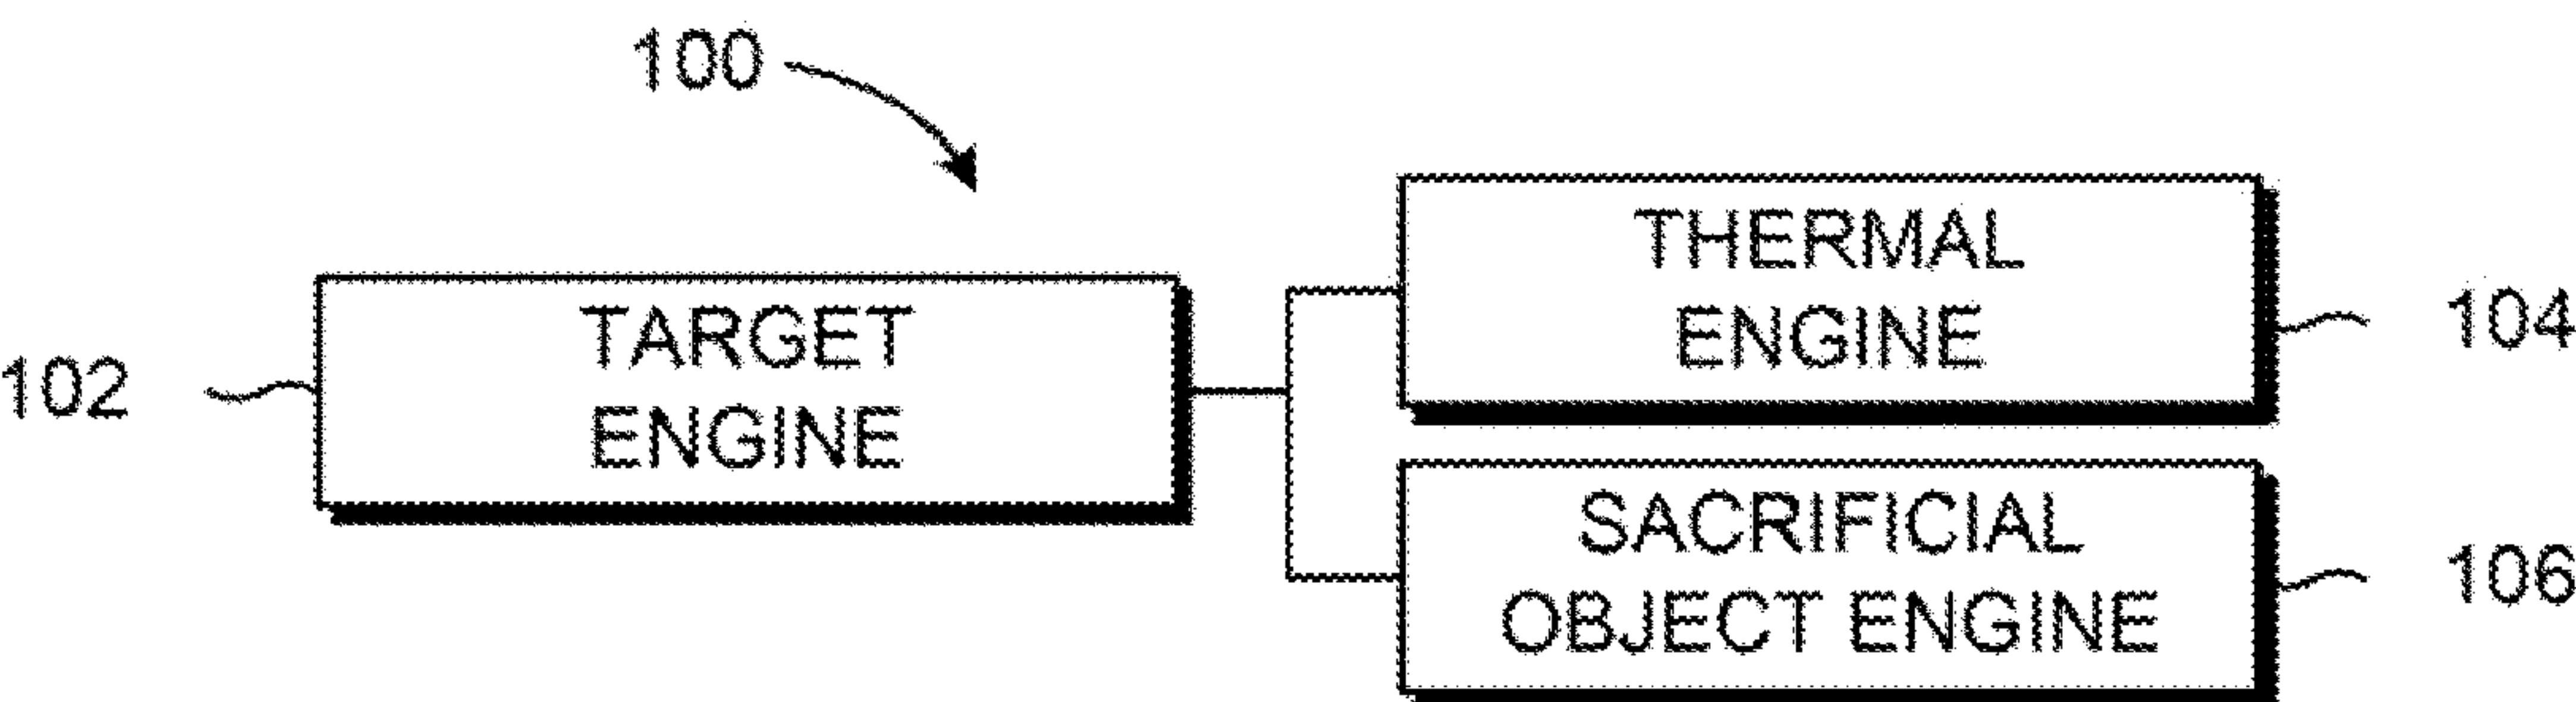 100
THERMAL
ENGINE
104
TARGET
ENGINE
102
SACRIFICIAL
OBJECT ENGINE
106